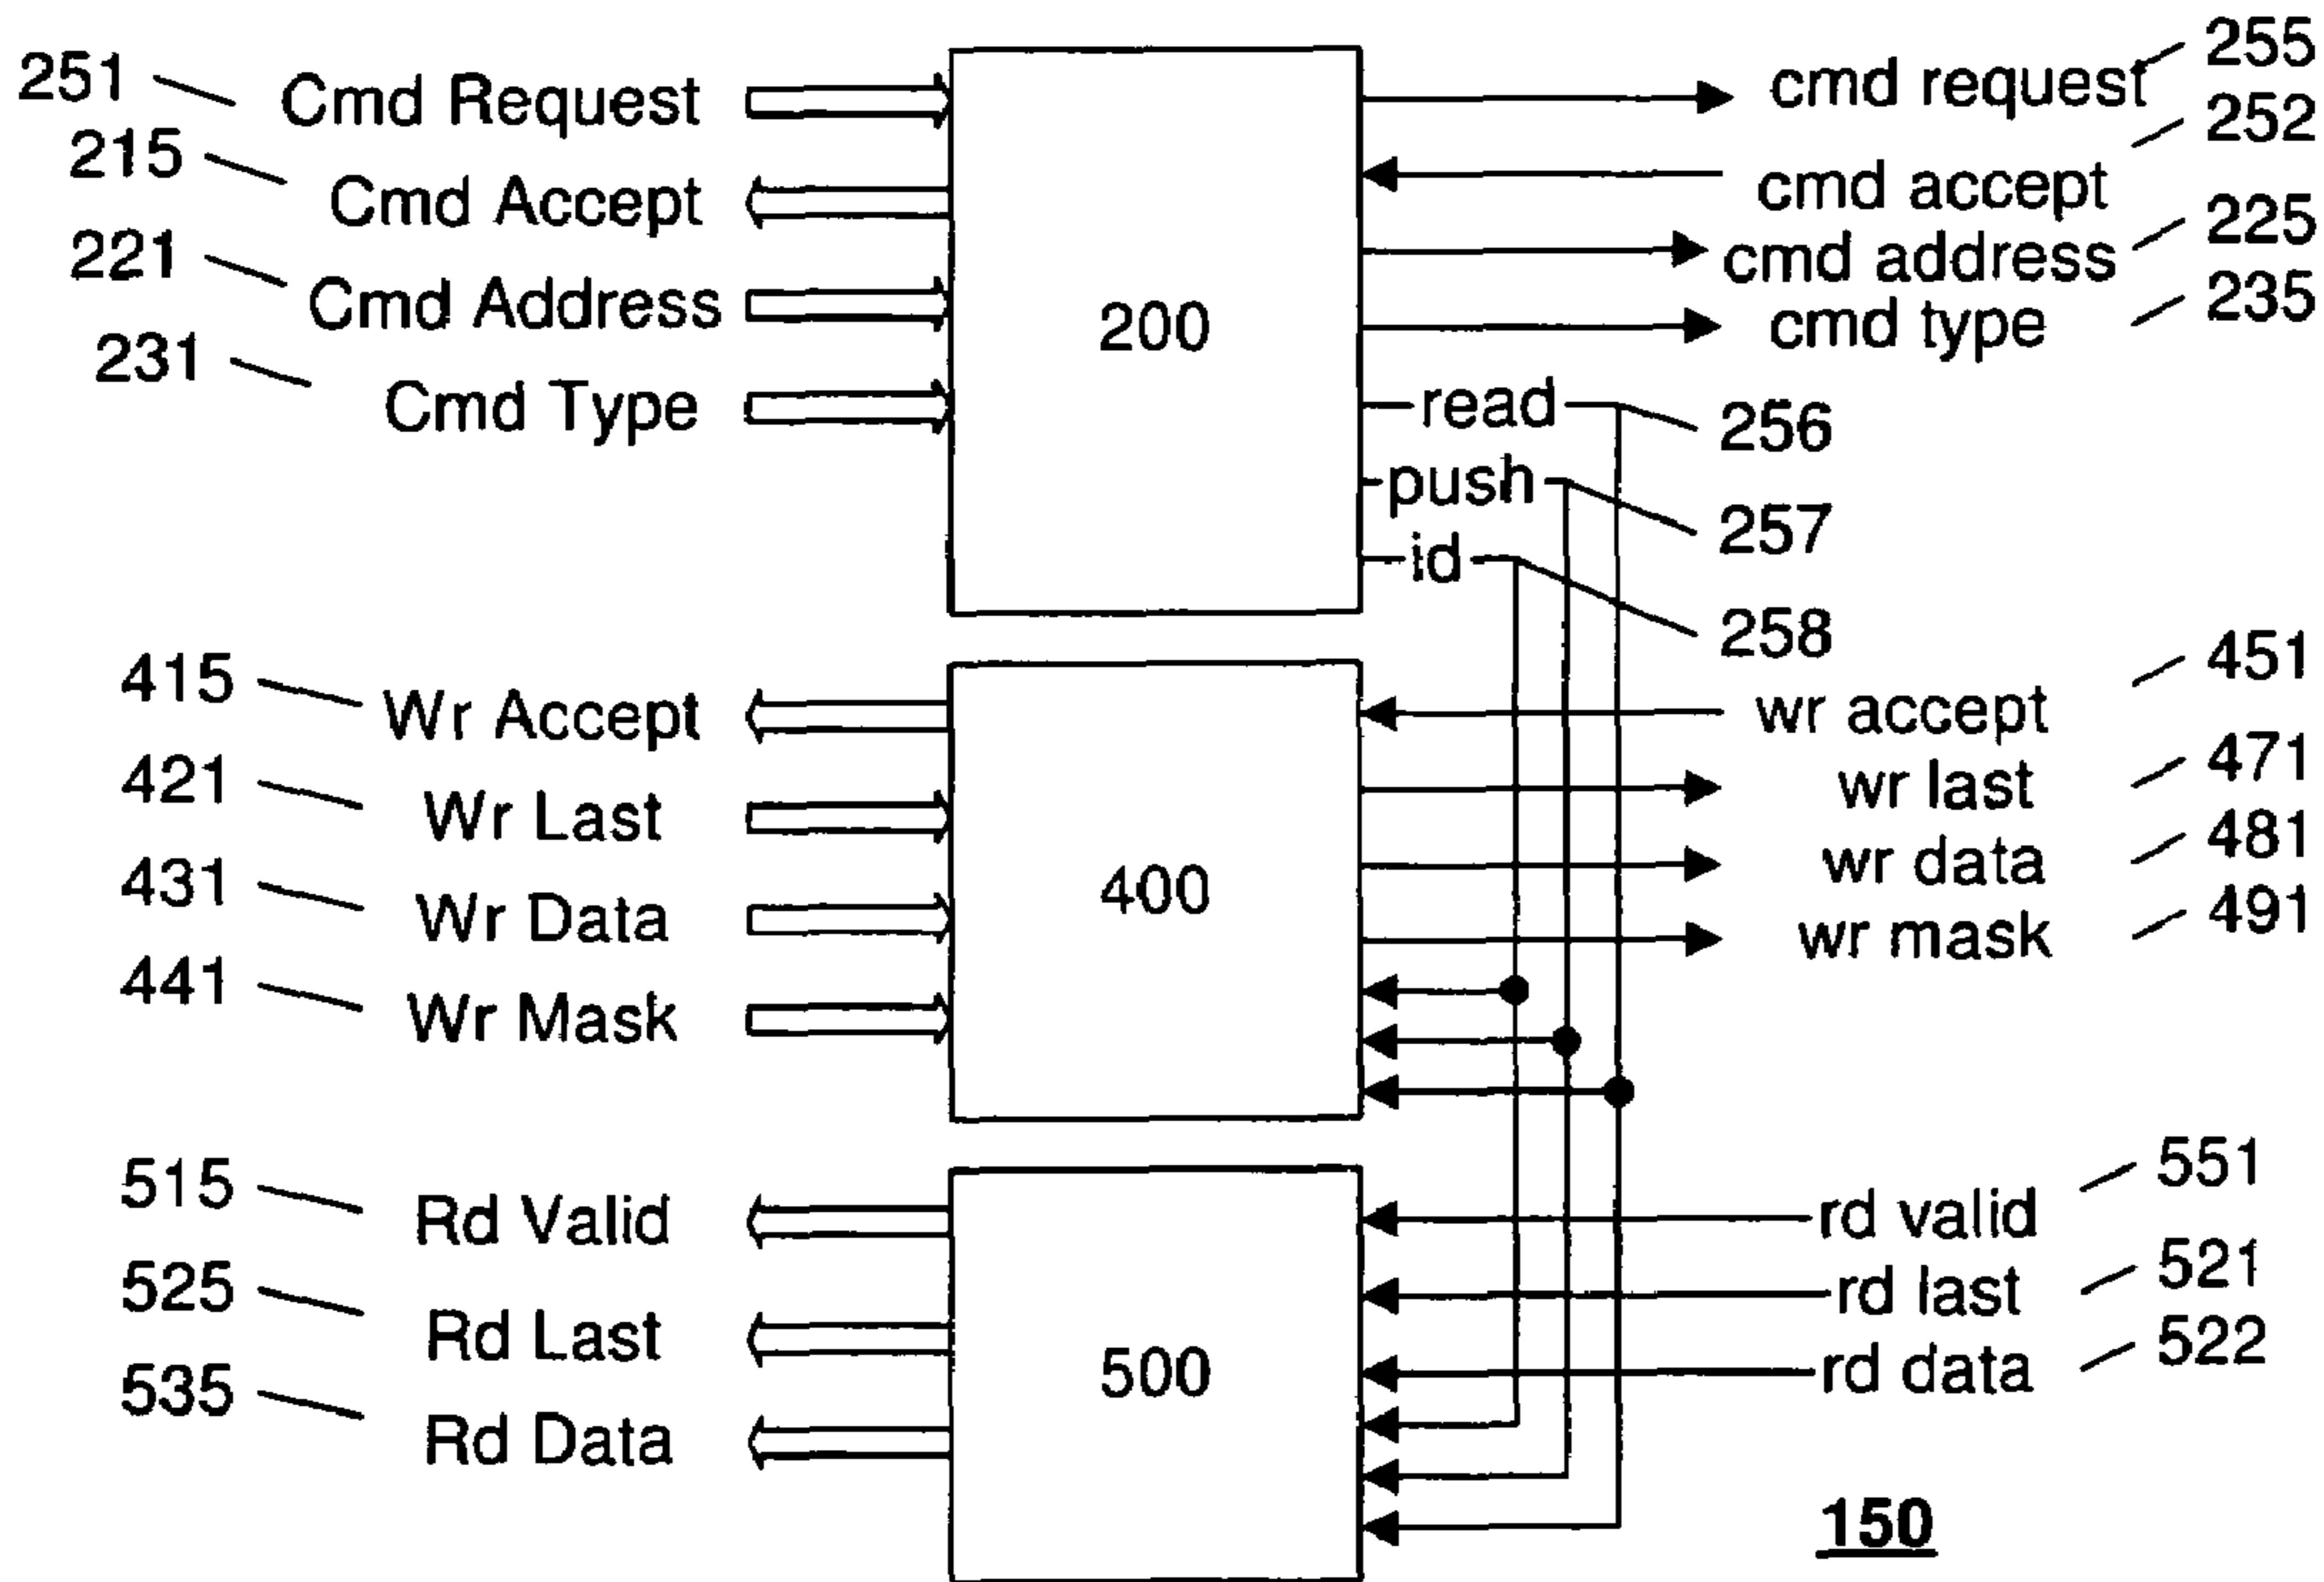 251 Cmd Request
215 Cmd Accept
221 Cmd Address
231 Cmd Type
200
cmd request 255
cmd accept 252
cmd address 225
cmd type 235
read 256
push 257
id 258
415 Wr Accept
421 Wr Last
431 Wr Data
441 Wr Mask
400
wr accept 451
wr last 471
wr data 481
wr mask 491
515 Rd Valid
525 Rd Last
535 Rd Data
500
rd valid 551
rd last 521
rd data 522
150